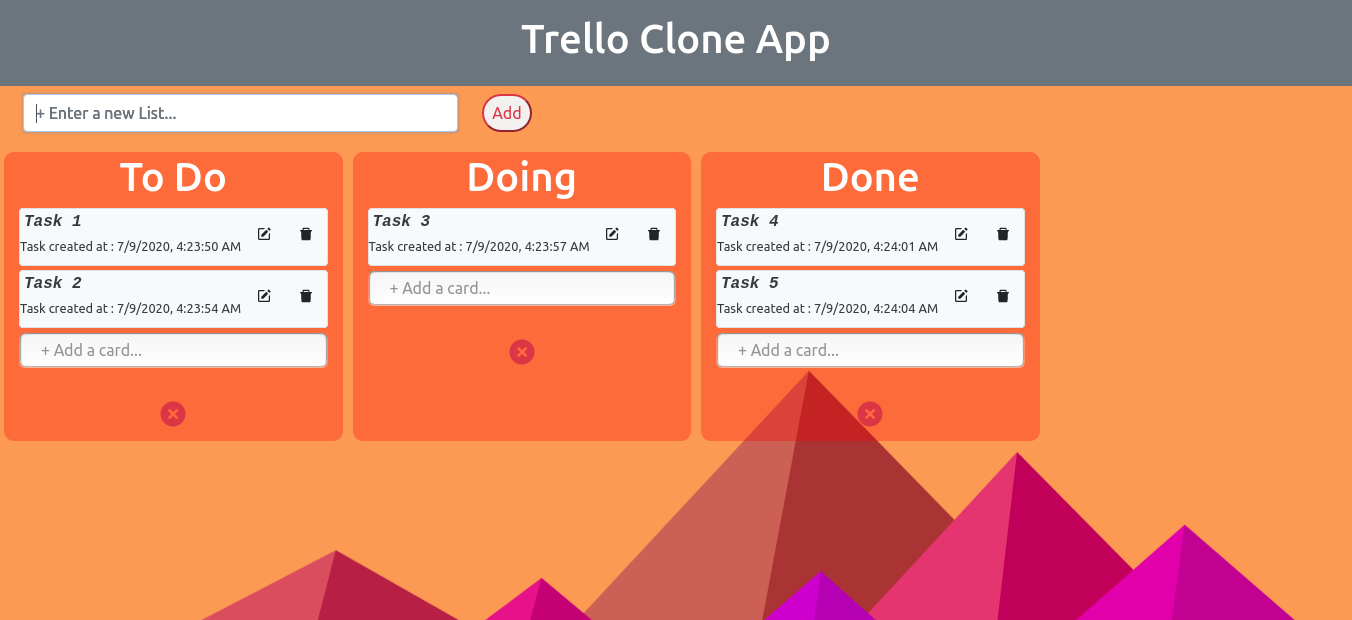 Trello Clone App
+ Enter a new List...
Add
To Do
Task 1
Task created at : 7/9/2020, 4:23:50 AM
Task 2
Task created at : 7/9/2020, 4:23:54 AM
+ Add a card...
Doing
Task 3
Task created at : 7/9/2020, 4:23:57 AM
+ Add a card...
Done
Task 4
Task created at : 7/9/2020, 4:24:01 AM
Task 5
Task created at : 7/9/2020, 4:24:04 AM
+ Add a card...